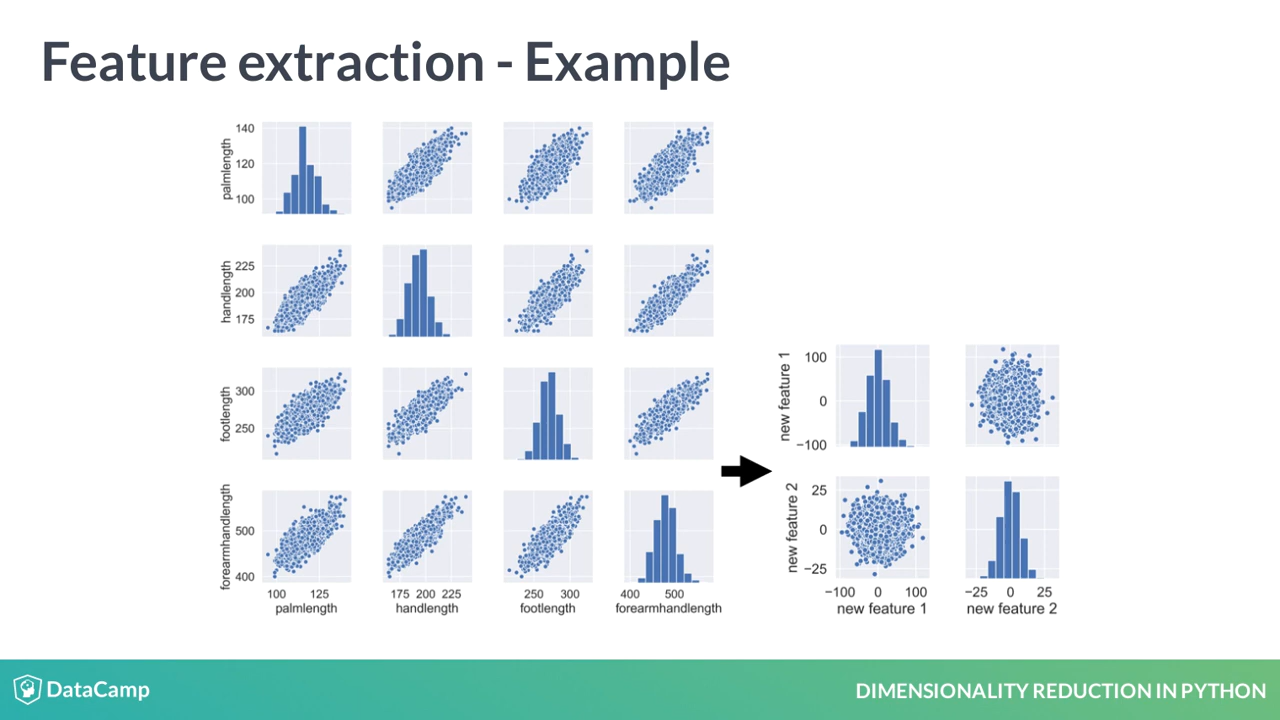 Feature extraction - Example
palmlength
140
120
100
handlength
225
200
175
footlength
300
250
forearmhandlength
500
400
100 125
175 200 225
250 300
400 500
palmlength
handlength
footlength
forearmhandlength
new feature 1
100
0
−100
new feature 2
25
0
−25
−100 0 100
−25 0 25
new feature 1
new feature 2
DataCamp
DIMENSIONALITY REDUCTION IN PYTHON